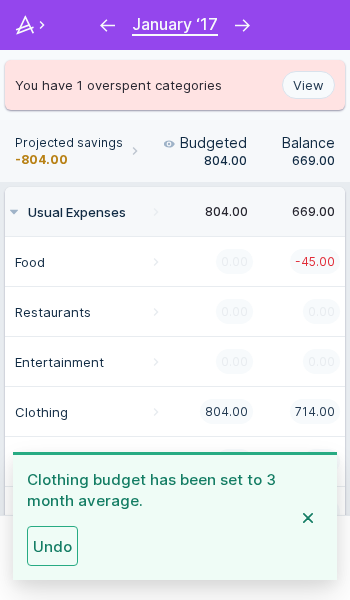 January ‘17
You have 1 overspent categories
View
Projected savings
-804.00
Budgeted
804.00
Balance
669.00
Usual Expenses 804.00 669.00
Food 0.00 -45.00
Restaurants 0.00 0.00
Entertainment 0.00 0.00
Clothing 804.00 714.00
Clothing budget has been set to 3
month average.
Undo